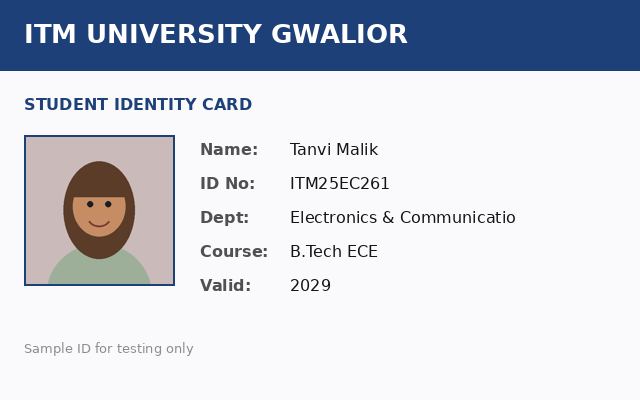 ITM UNIVERSITY GWALIOR
STUDENT IDENTITY CARD
Name: Tanvi Malik
ID No: ITM25EC261
Dept: Electronics & Communicatio
Course: B.Tech ECE
Valid: 2029
Sample ID for testing only